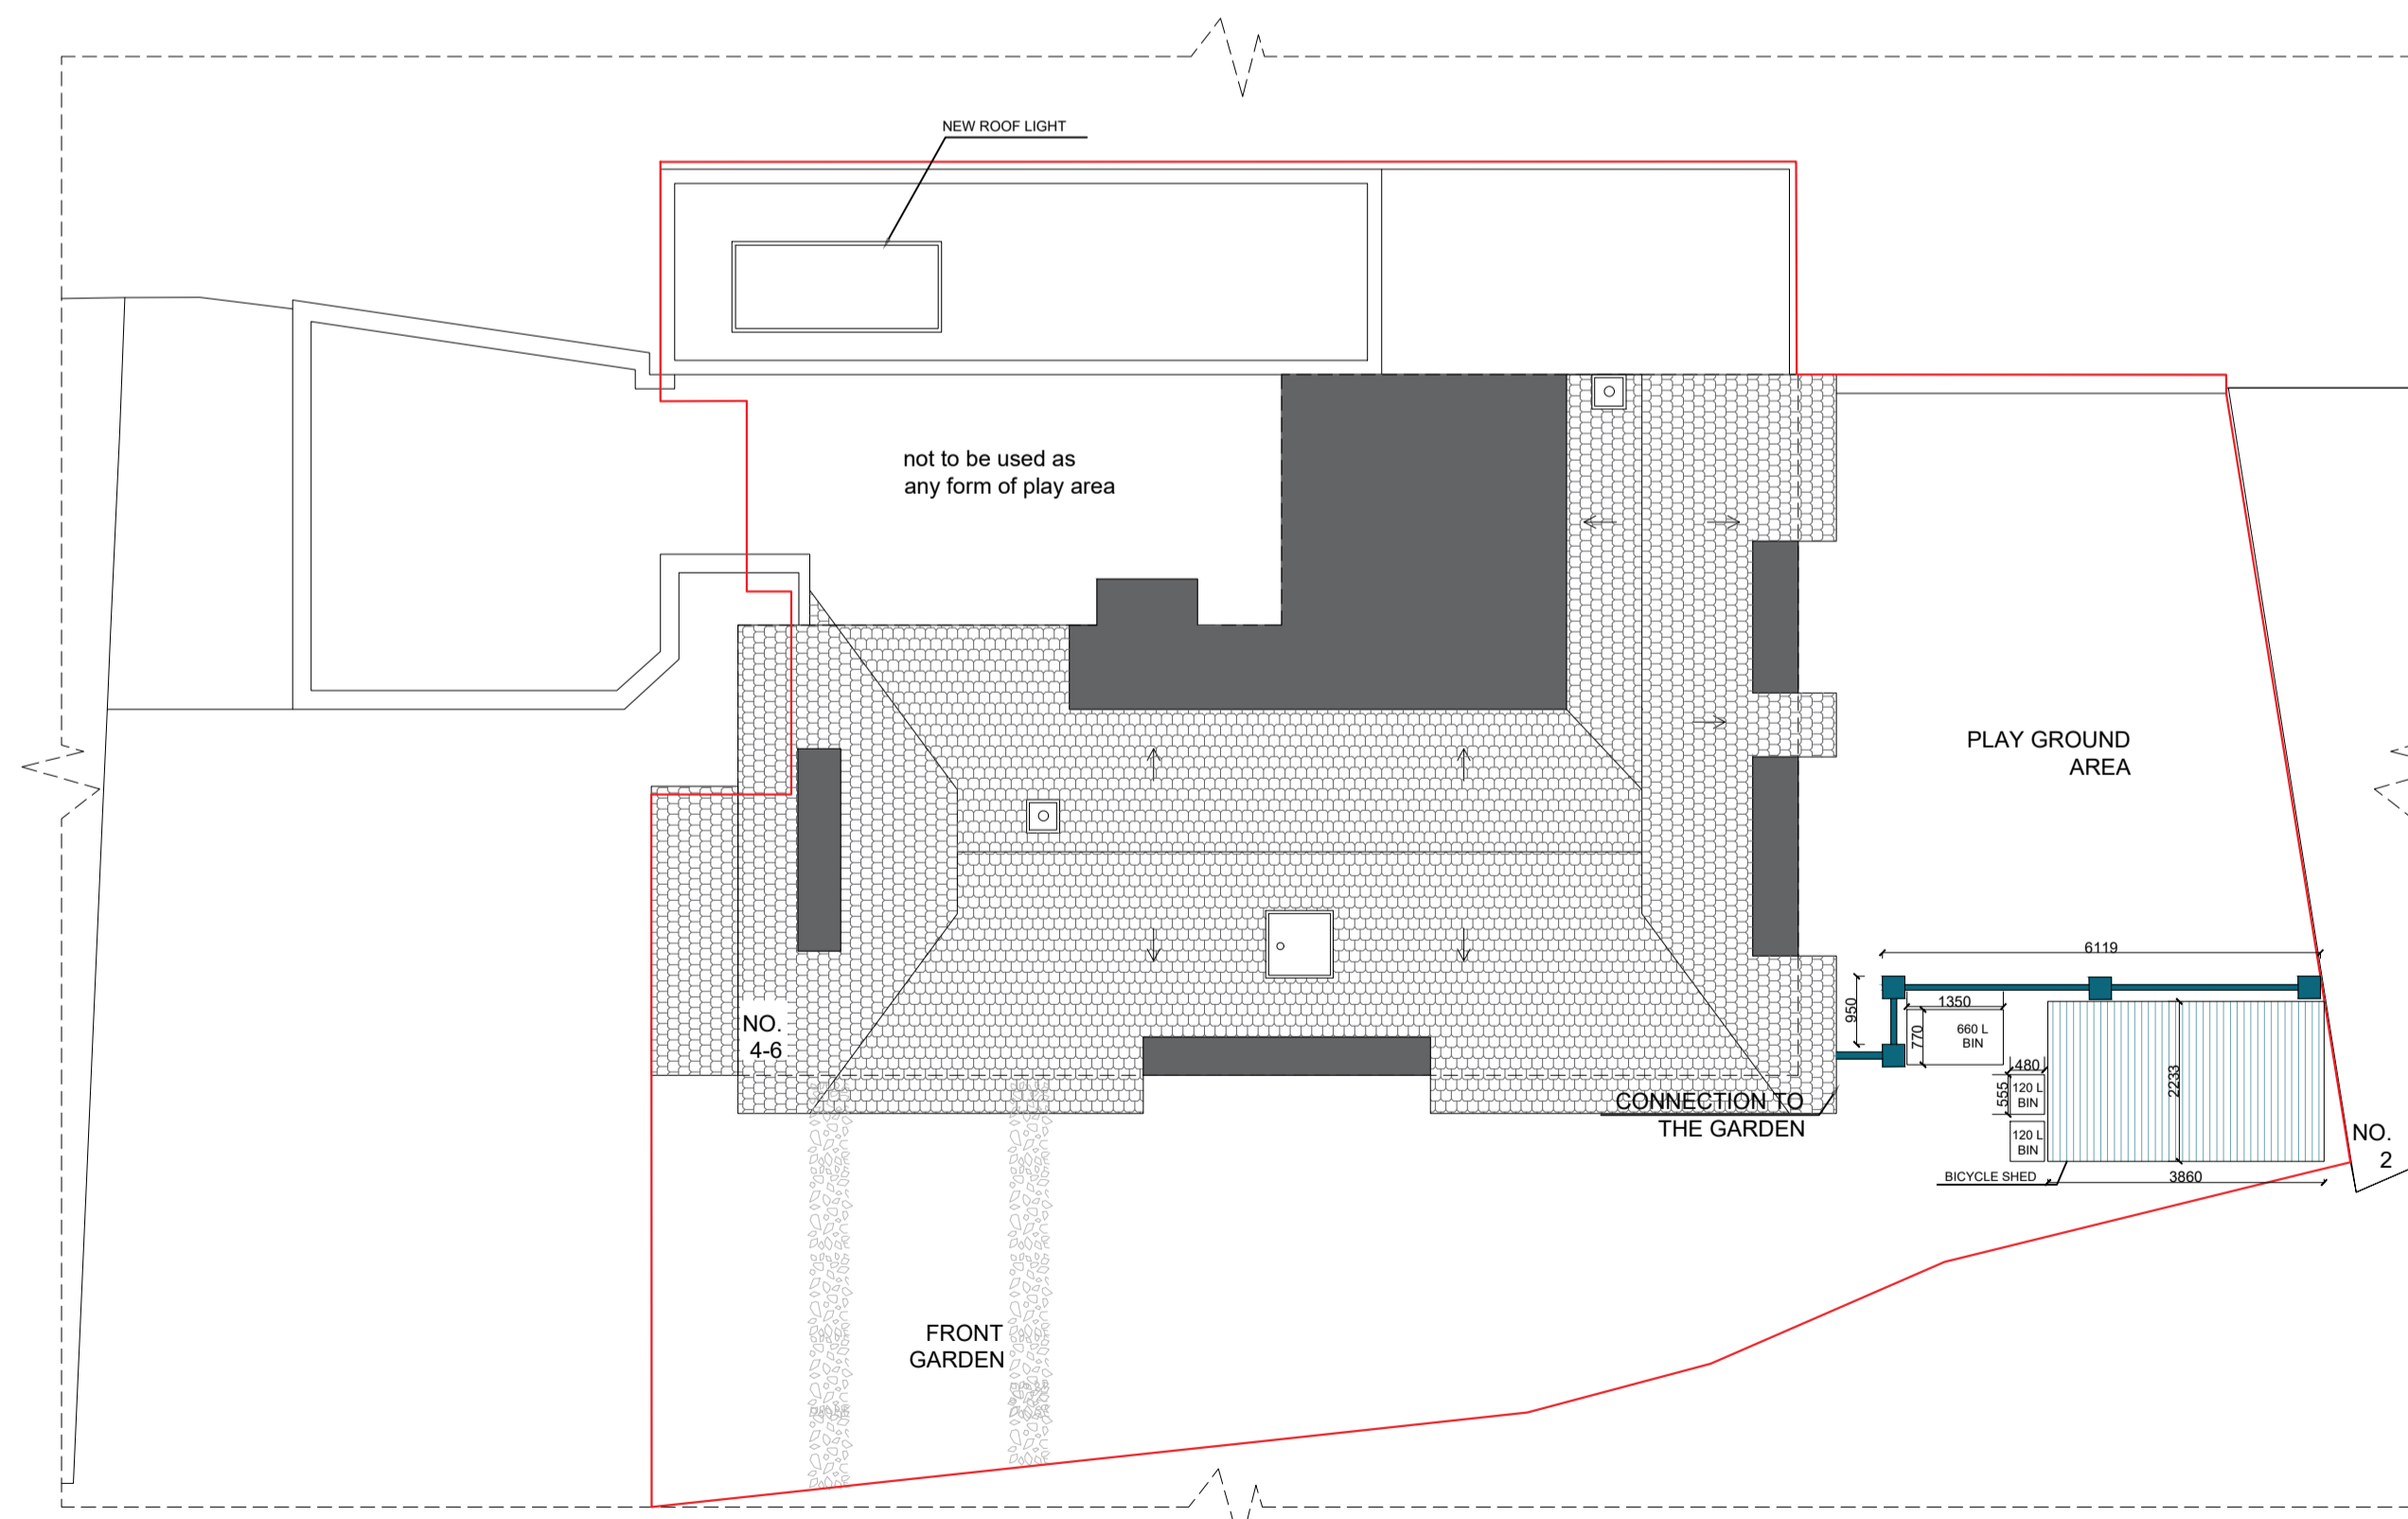 NEW ROOF LIGHT
not to be used as
any form of play area
PLAY GROUND
AREA
6119
950
1350
770
660 L
BIN
480
555
120 L
BIN
120 L
BIN
2233
3860
BICYCLE SHED
NO.
4-6
CONNECTION TO
THE GARDEN
NO.
2
FRONT
GARDEN